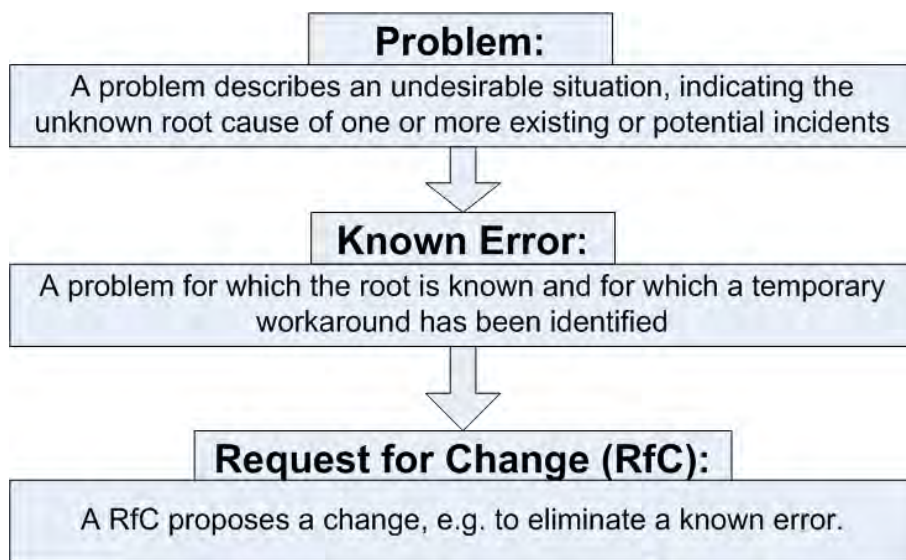 Problem:
A problem describes an undesirable situation, indicating the
unknown root cause of one or more existing or potential incidents
Known Error:
A problem for which the root is known and for which a temporary
workaround has been identified
Request for Change (RfC):
A RfC proposes a change, e.g. to eliminate a known error.